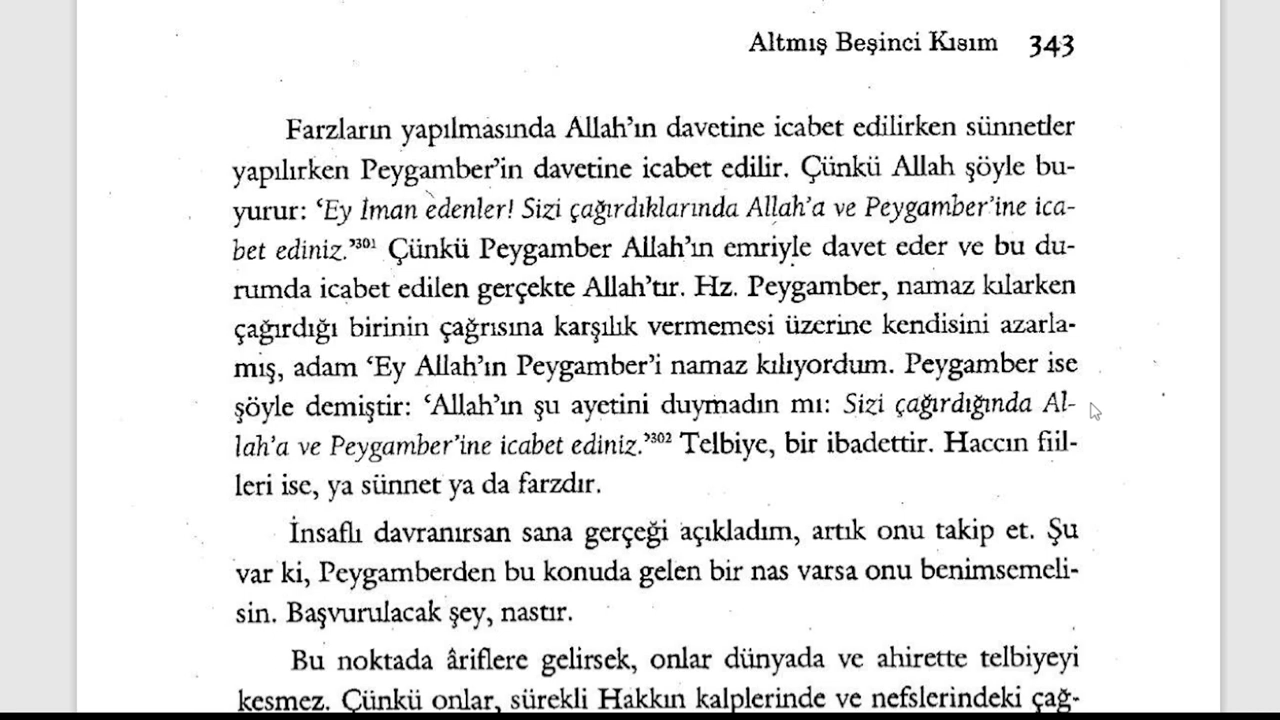 Altmış Beşinci Kısım 343
Farzların yapılmasında Allah'ın davetine icabet edilirken sünnetler
yapılırken Peygamber'in davetine icabet edilir. Çünkü Allah şöyle bu-
yurur: 'Ey İman edenler! Sizi çağırdıklarında Allah'a ve Peygamber'ine ica-
bet ediniz.'301 Çünkü Peygamber Allah'ın emriyle davet eder ve bu du-
rumda icabet edilen gerçekte Allah'tır. Hz. Peygamber, namaz kılarken
çağırdığı birinin çağrısına karşılık vermemesi üzerine kendisini azarla-
mış, adam 'Ey Allah'ın Peygamber'i namaz kılıyordum. Peygamber ise
şöyle demiştir: 'Allah'ın şu ayetini duymadın mı: Sizi çağırdığında Al-
lah'a ve Peygamber'ine icabet ediniz.'302 Telbiye, bir ibadettir. Haccın fiil-
leri ise, ya sünnet ya da farzdır.
İnsaflı davranırsan sana gerçeği açıkladım, artık onu takip et. Şu
var ki, Peygamberden bu konuda gelen bir nas varsa onu benimsemeli-
sin. Başvurulacak şey, nastır.
Bu noktada âriflere gelirsek, onlar dünyada ve ahirette telbiyeyi
kesmez. Çünkü onlar, sürekli Hakkın kalplerinde ve nefslerindeki çağ-